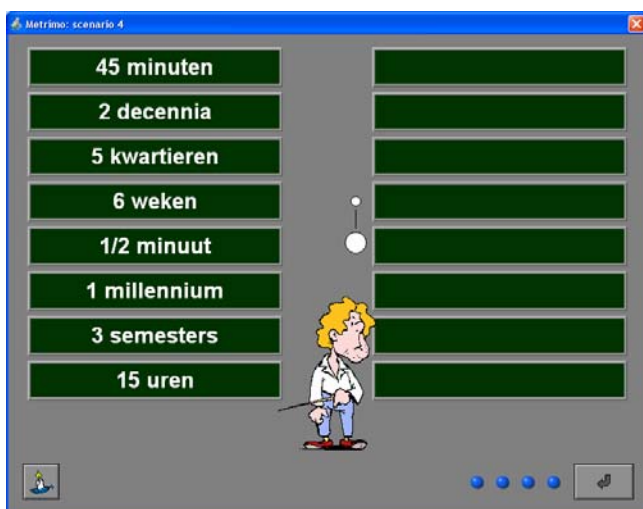 Metrimo: scenario 4
45 minuten
2 decennia
5 kwartieren
6 weken
1/2 minuut
1 millennium
3 semesters
15 uren